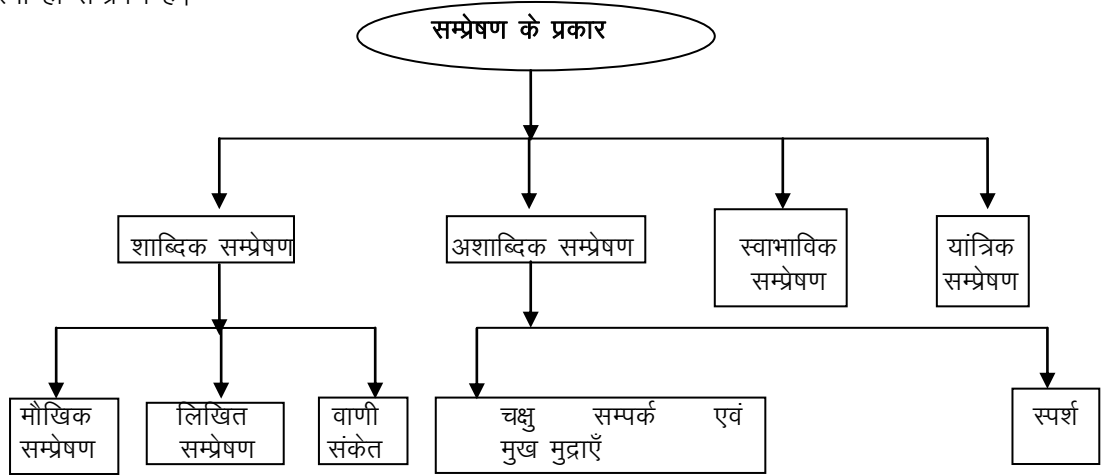 सम्प्रेषण के प्रकार
शाब्दिक सम्प्रेषण
अशाब्दिक सम्प्रेषण
स्वाभाविक
सम्प्रेषण
यांत्रिक
सम्प्रेषण
मौखिक
सम्प्रेषण
लिखित
सम्प्रेषण
वाणी
संकेत
चक्षु सम्पर्क एवं
मुख मुद्राएँ
स्पर्श